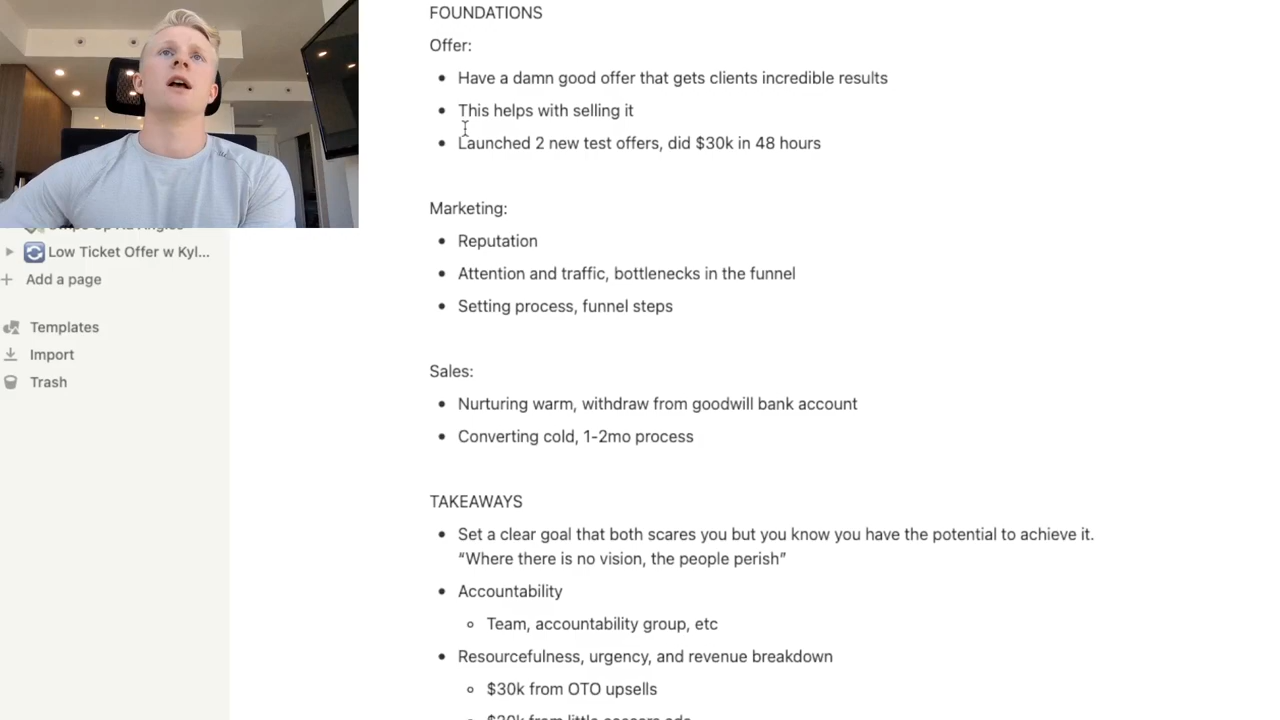 FOUNDATIONS
Offer:
• Have a damn good offer that gets clients incredible results
• This helps with selling it
• Launched 2 new test offers, did $30k in 48 hours
Marketing:
• Reputation
• Attention and traffic, bottlenecks in the funnel
• Setting process, funnel steps
Sales:
• Nurturing warm, withdraw from goodwill bank account
• Converting cold, 1-2mo process
TAKEAWAYS
• Set a clear goal that both scares you but you know you have the potential to achieve it.
“Where there is no vision, the people perish”
• Accountability
◦ Team, accountability group, etc
• Resourcefulness, urgency, and revenue breakdown
◦ $30k from OTO upsells
Low Ticket Offer w Kyl...
+ Add a page
Templates
Import
Trash